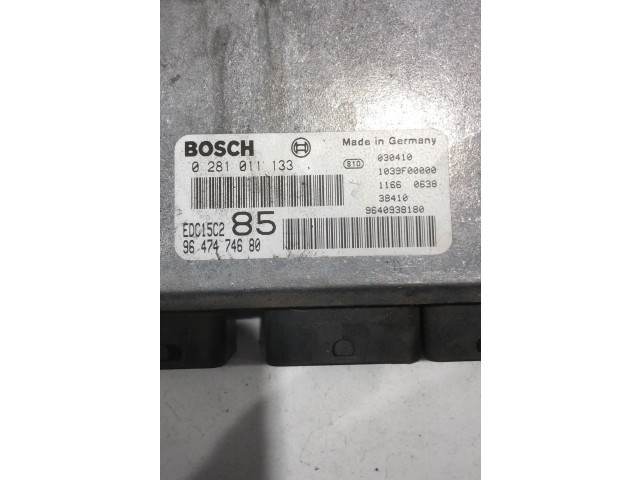 BOSCH
Made in Germany
0 281 011 133
810
030410
1039F00000
1166 0638
38410
9640938180
EDC15C2 85
96 474 746 80